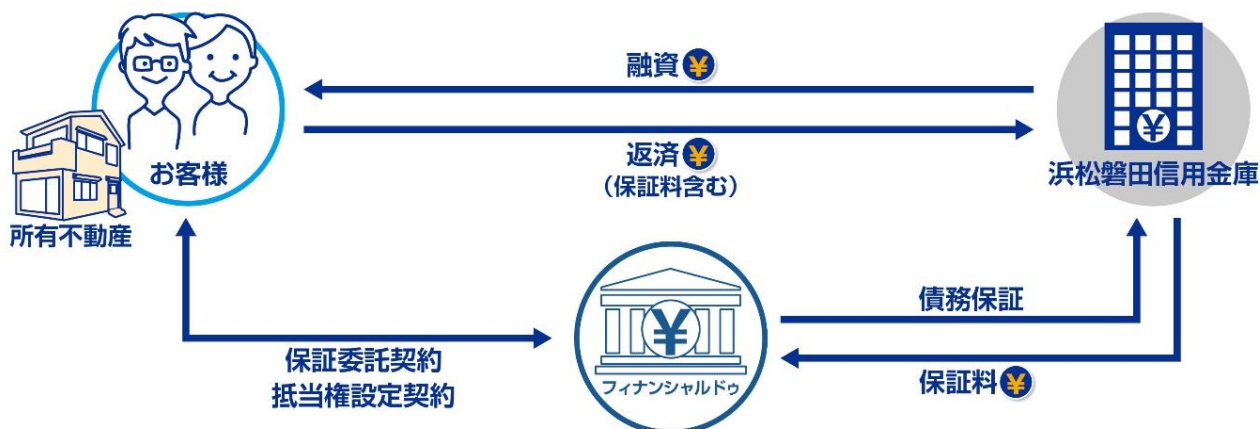 融資¥
返済¥
(保証料含む)
お客様
所有不動産
¥
浜松磐田信用金庫
保証委託契約
抵当権設定契約
¥
フィナンシャルドゥ
債務保証
保証料¥